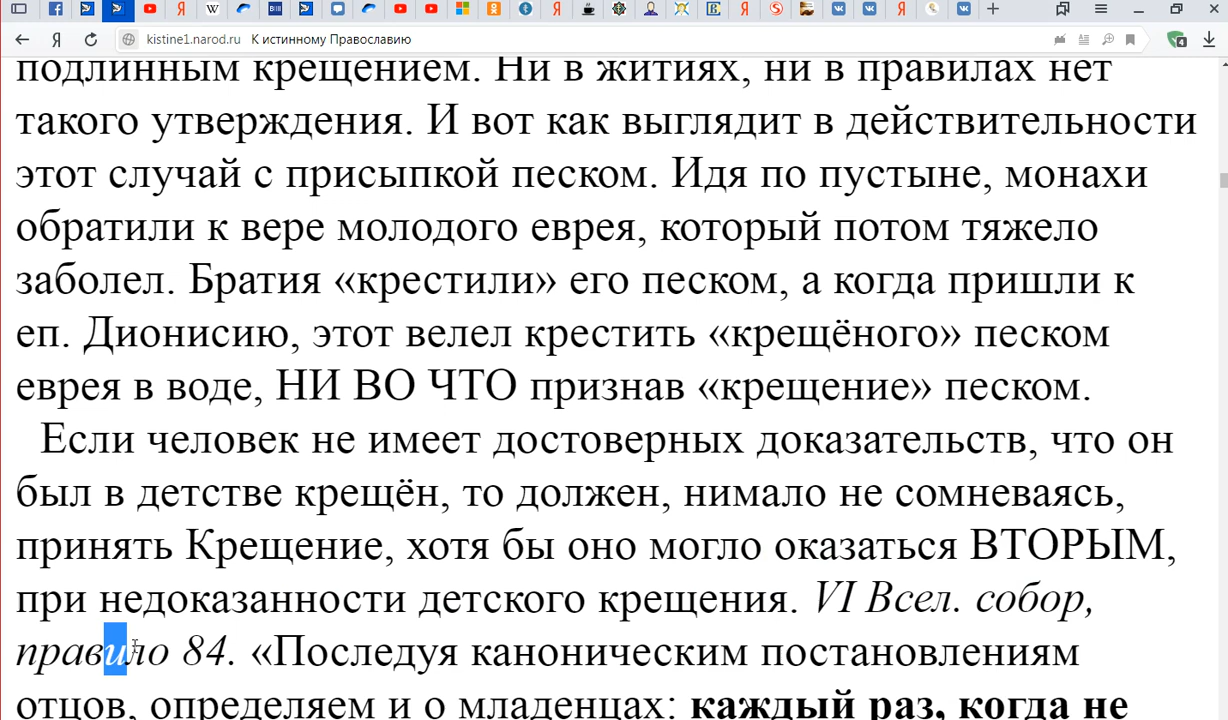 kistine1.narod.ru К истинному Православию
4
подлинным крещением. Ни в житиях, ни в правилах нет
такого утверждения. И вот как выглядит в действительности
этот случай с присыпкой песком. Идя по пустыне, монахи
обратили к вере молодого еврея, который потом тяжело
заболел. Братия «крестили» его песком, а когда пришли к
еп. Дионисию, этот велел крестить «крещёного» песком
еврея в воде, НИ ВО ЧТО признав «крещение» песком.
Если человек не имеет достоверных доказательств, что он
был в детстве крещён, то должен, нимало не сомневаясь,
принять Крещение, хотя бы оно могло оказаться ВТОРЫМ,
при недоказанности детского крещения. VI Всел. собор,
правило 84. «Последуя каноническим постановлениям
отцов, определяем и о младенцах: каждый раз, когда не